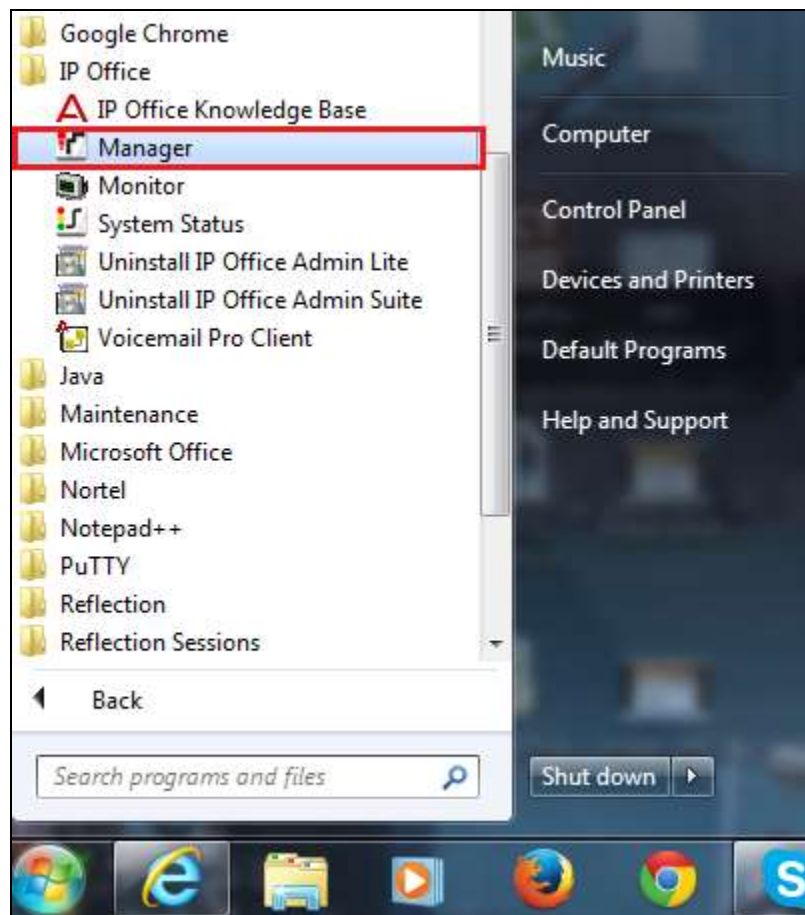 Google Chrome
IP Office
IP Office Knowledge Base
Manager
Monitor
System Status
Uninstall IP Office Admin Lite
Uninstall IP Office Admin Suite
Voicemail Pro Client
Java
Maintenance
Microsoft Office
Nortel
Notepad++
PuTTY
Reflection
Reflection Sessions
Back
Search programs and files
Music
Computer
Control Panel
Devices and Printers
Default Programs
Help and Support
Shut down